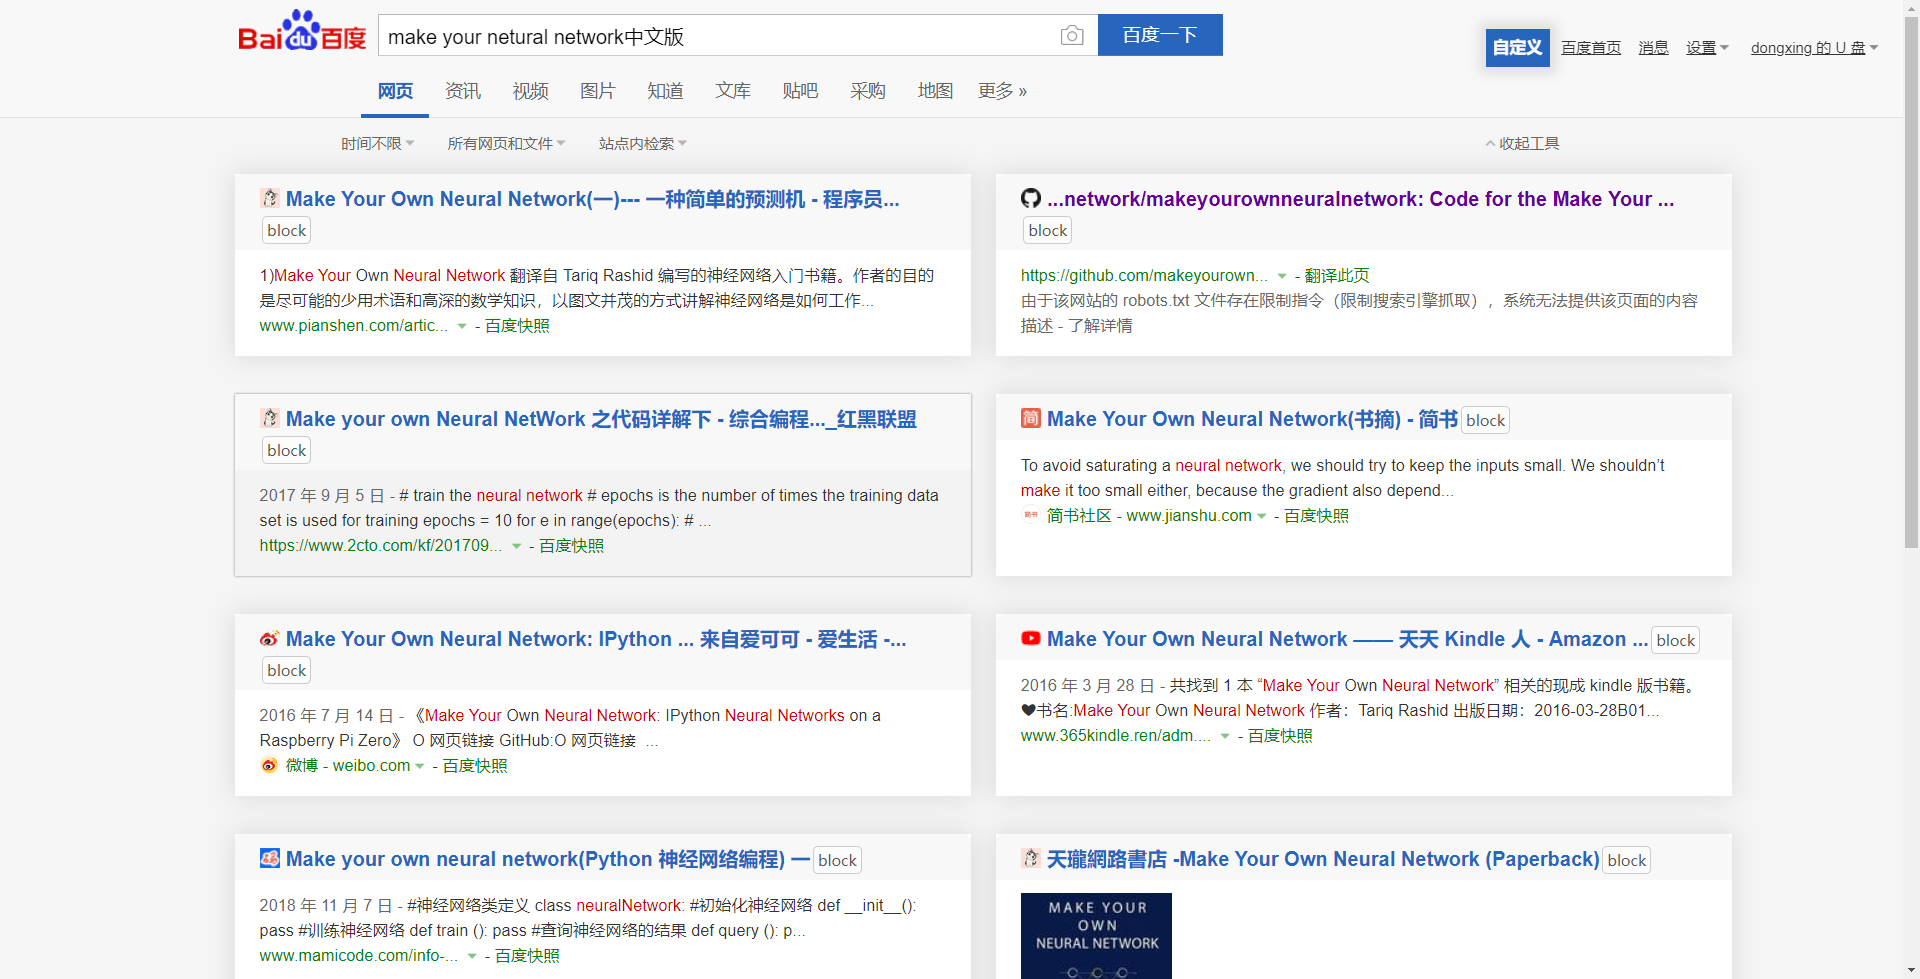 Bai du 百度
make your netural network中文版
百度一下
自定义
百度首页
消息
设置
dongxing 的 U 盘
网页 资讯 视频 图片 知道 文库 贴吧 采购 地图 更多 »
时间不限 所有网页和文件 站点内检索
收起工具
Make Your Own Neural Network(一)--- 一种简单的预测机 - 程序员...
block
1)Make Your Own Neural Network 翻译自 Tariq Rashid 编写的神经网络入门书籍。作者的目的
是尽可能的少用术语和高深的数学知识，以图文并茂的方式讲解神经网络是如何工作...
www.pianshen.com/artic... - 百度快照
...network/makeyourownneuralnetwork: Code for the Make Your ...
block
https://github.com/makeyourown... - 翻译此页
由于该网站的 robots.txt 文件存在限制指令（限制搜索引擎抓取），系统无法提供该页面的内容
描述 - 了解详情
Make your own Neural NetWork 之代码详解下 - 综合编程..._红黑联盟
block
2017 年 9 月 5 日 - # train the neural network # epochs is the number of times the training data
set is used for training epochs = 10 for e in range(epochs): # ...
https://www.2cto.com/kf/201709... - 百度快照
简 Make Your Own Neural Network(书摘) - 简书 block
To avoid saturating a neural network, we should try to keep the inputs small. We shouldn’t
make it too small either, because the gradient also depend...
简书 简书社区 - www.jianshu.com - 百度快照
Make Your Own Neural Network: IPython ... 来自爱可可 - 爱生活 -...
block
2016 年 7 月 14 日 - 《Make Your Own Neural Network: IPython Neural Networks on a
Raspberry Pi Zero》 O 网页链接 GitHub:O 网页链接 ...
微博 - weibo.com - 百度快照
Make Your Own Neural Network —— 天天 Kindle 人 - Amazon ... block
2016 年 3 月 28 日 - 共找到 1 本 “Make Your Own Neural Network” 相关的现成 kindle 版书籍。
♥书名:Make Your Own Neural Network 作者：Tariq Rashid 出版日期：2016-03-28B01...
www.365kindle.ren/adm.... - 百度快照
Make your own neural network(Python 神经网络编程) 一 block
2018 年 11 月 7 日 - #神经网络类定义 class neuralNetwork: #初始化神经网络 def __init__():
pass #训练神经网络 def train (): pass #查询神经网络的结果 def query (): p...
www.mamicode.com/info-... - 百度快照
天瓏網路書店 -Make Your Own Neural Network (Paperback) block
MAKE YOUR
OWN
NEURAL NETWORK